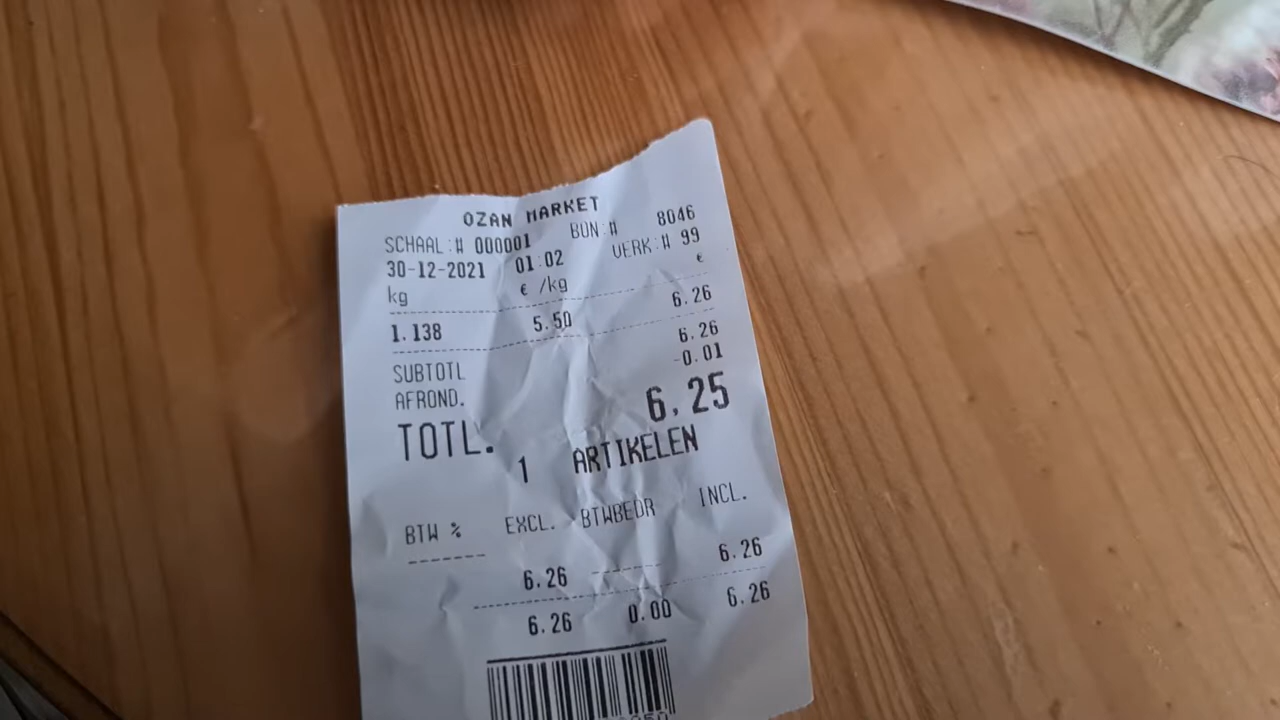 OZAN MARKET
SCHAAL:# 000001 BON:# 8046
30-12-2021 01:02 VERK:# 99
kg € /kg €
1.138 5.50 6.26
SUBTOTL 6.26
AFROND. -0.01
TOTL. 6,25
1 ARTIKELEN
BTW % EXCL. BTWBEDR INCL.
6.26 6.26
6.26 0.00 6.26